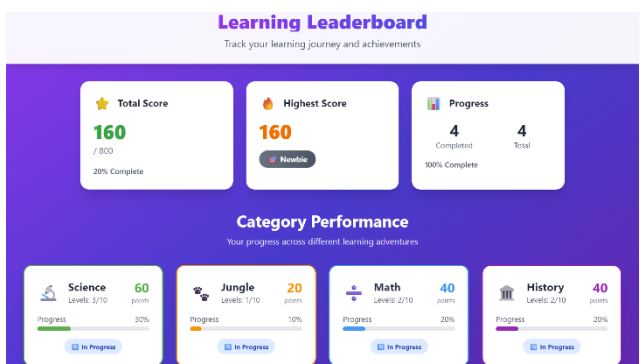 Learning Leaderboard
Track your learning journey and achievements
Total Score
160
/ 800
20% Complete
Highest Score
160
Newbie
Progress
4
Completed
4
Total
100% Complete
Category Performance
Your progress across different learning adventures
Science
Levels: 3/10
60
points
Progress
30%
In Progress
Jungle
Levels: 1/10
20
points
Progress
10%
In Progress
Math
Levels: 2/10
40
points
Progress
20%
In Progress
History
Levels: 2/10
40
points
Progress
20%
In Progress